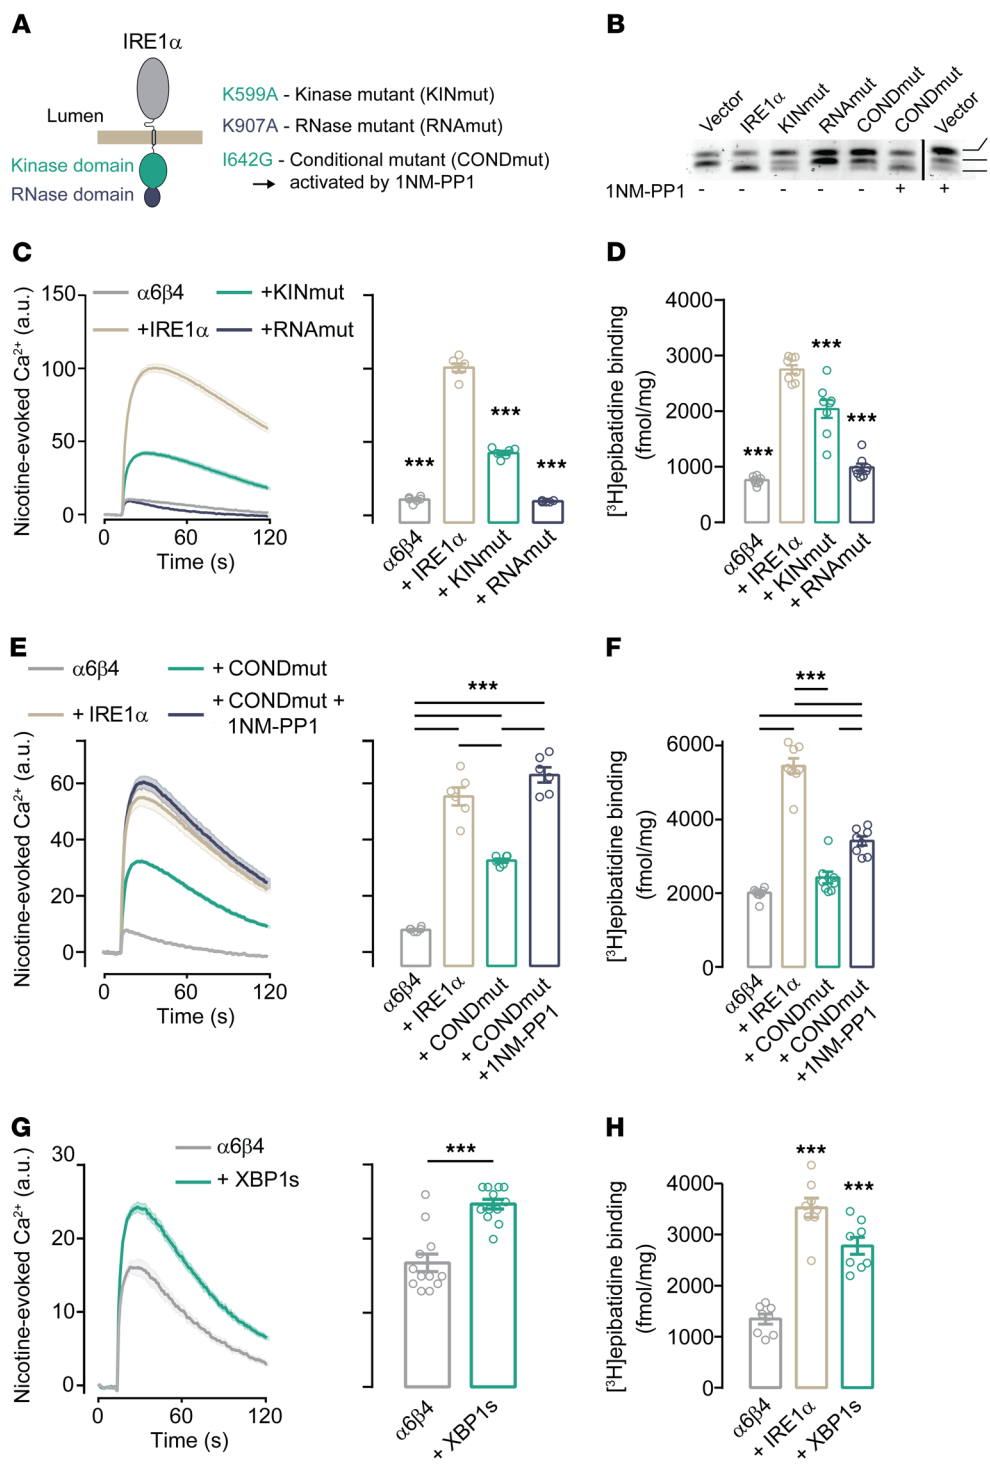 A
IRE1α
Lumen
Kinase domain
RNase domain
K599A - Kinase mutant (KINmut)
K907A - RNase mutant (RNAmut)
I642G - Conditional mutant (CONDmut)
→ activated by 1NM-PP1
B
Vector
IRE1α
KINmut
RNAmut
CONDmut
CONDmut
Vector
1NM-PP1 - - - - - + +
C
Nicotine-evoked Ca²⁺ (a.u.)
150
100
50
0
α6β4
+IRE1α
+KINmut
+RNAmut
0 60 120
Time (s)
*** *** ***
α6β4
+ IRE1α
+ KINmut
+ RNAmut
D
[³H]epibatidine binding
(fmol/mg)
4000
3000
2000
1000
0
*** *** ***
α6β4
+ IRE1α
+ KINmut
+ RNAmut
E
α6β4
+ IRE1α
+ CONDmut
+ CONDmut +
1NM-PP1
Nicotine-evoked Ca²⁺ (a.u.)
60
40
20
0
0 60 120
Time (s)
***
α6β4
+ IRE1α
+ CONDmut
+ CONDmut
+1NM-PP1
F
[³H]epibatidine binding
(fmol/mg)
6000
4000
2000
0
***
α6β4
+ IRE1α
+ CONDmut
+ CONDmut
+1NM-PP1
G
Nicotine-evoked Ca²⁺ (a.u.)
30
20
10
0
α6β4
+ XBP1s
0 60 120
Time (s)
***
α6β4
+ XBP1s
H
[³H]epibatidine binding
(fmol/mg)
4000
3000
2000
1000
0
*** ***
α6β4
+ IRE1α
+ XBP1s